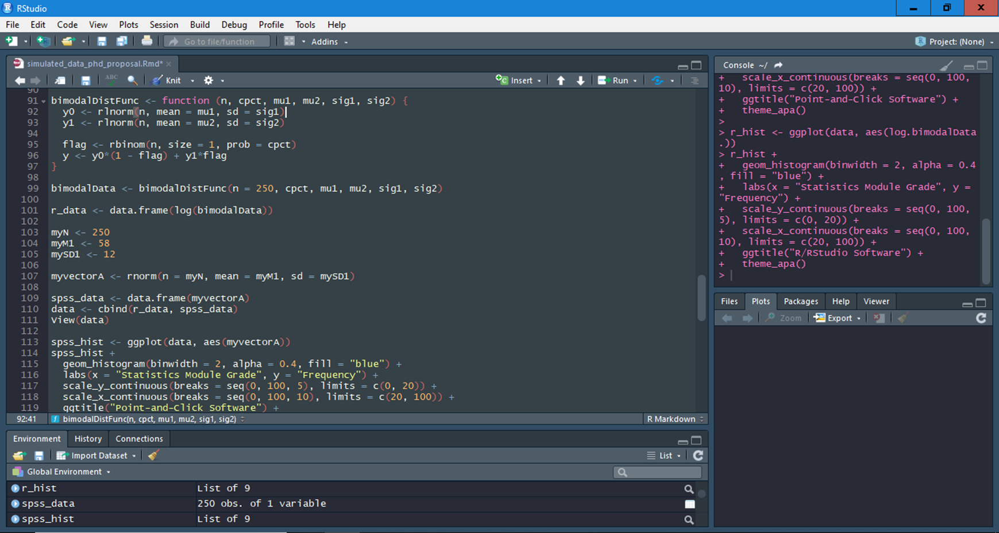 RStudio
File Edit Code View Plots Session Build Debug Profile Tools Help
Go to file/function Addins Project: (None)
simulated_data_phd_proposal.Rmd*
ABC Knit Insert Run
90
91 bimodalDistFunc <- function (n, cpct, mu1, mu2, sig1, sig2) {
92 y0 <- rlnorm(n, mean = mu1, sd = sig1)
93 y1 <- rlnorm(n, mean = mu2, sd = sig2)
94
95 flag <- rbinom(n, size = 1, prob = cpct)
96 y <- y0*(1 - flag) + y1*flag
97 }
98
99 bimodalData <- bimodalDistFunc(n = 250, cpct, mu1, mu2, sig1, sig2)
100
101 r_data <- data.frame(log(bimodalData))
102
103 myN <- 250
104 myM1 <- 58
105 mySD1 <- 12
106
107 myvectorA <- rnorm(n = myN, mean = myM1, sd = mySD1)
108
109 spss_data <- data.frame(myvectorA)
110 data <- cbind(r_data, spss_data)
111 View(data)
112
113 spss_hist <- ggplot(data, aes(myvectorA))
114 spss_hist +
115 geom_histogram(binwidth = 2, alpha = 0.4, fill = "blue") +
116 labs(x = "Statistics Module Grade", y = "Frequency") +
117 scale_y_continuous(breaks = seq(0, 100, 5), limits = c(0, 20)) +
118 scale_x_continuous(breaks = seq(0, 100, 10), limits = c(20, 100)) +
119 ggtitle("Point-and-Click Software") +
92:41 bimodalDistFunc(n, cpct, mu1, mu2, sig1, sig2) R Markdown
Environment History Connections
Import Dataset List
Global Environment
r_hist List of 9
spss_data 250 obs. of 1 variable
spss_hist List of 9
Console ~/
+ scale_x_continuous(breaks = seq(0, 100,
10), limits = c(20, 100)) +
+ ggtitle("Point-and-Click Software") +
+ theme_apa()
>
> r_hist <- ggplot(data, aes(log.bimodalData
.))
> r_hist +
+ geom_histogram(binwidth = 2, alpha = 0.4
, fill = "blue") +
+ labs(x = "Statistics Module Grade", y =
"Frequency") +
+ scale_y_continuous(breaks = seq(0, 100,
5), limits = c(0, 20)) +
+ scale_x_continuous(breaks = seq(0, 100,
10), limits = c(20, 100)) +
+ ggtitle("R/RStudio Software") +
+ theme_apa()
>
Files Plots Packages Help Viewer
Zoom Export